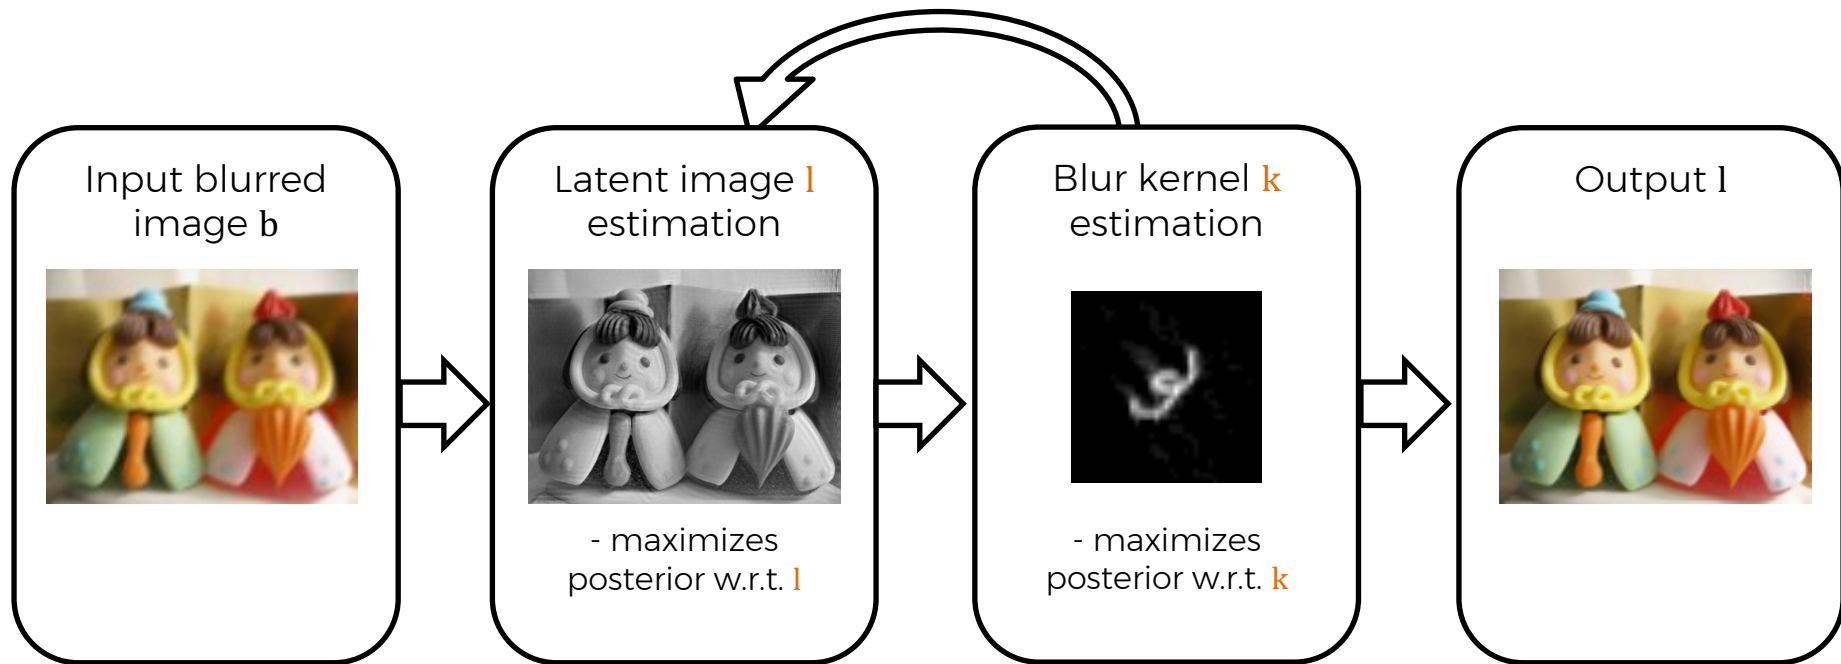 Input blurred
image b
Latent image l
estimation
- maximizes
posterior w.r.t. l
Blur kernel k
estimation
- maximizes
posterior w.r.t. k
Output l